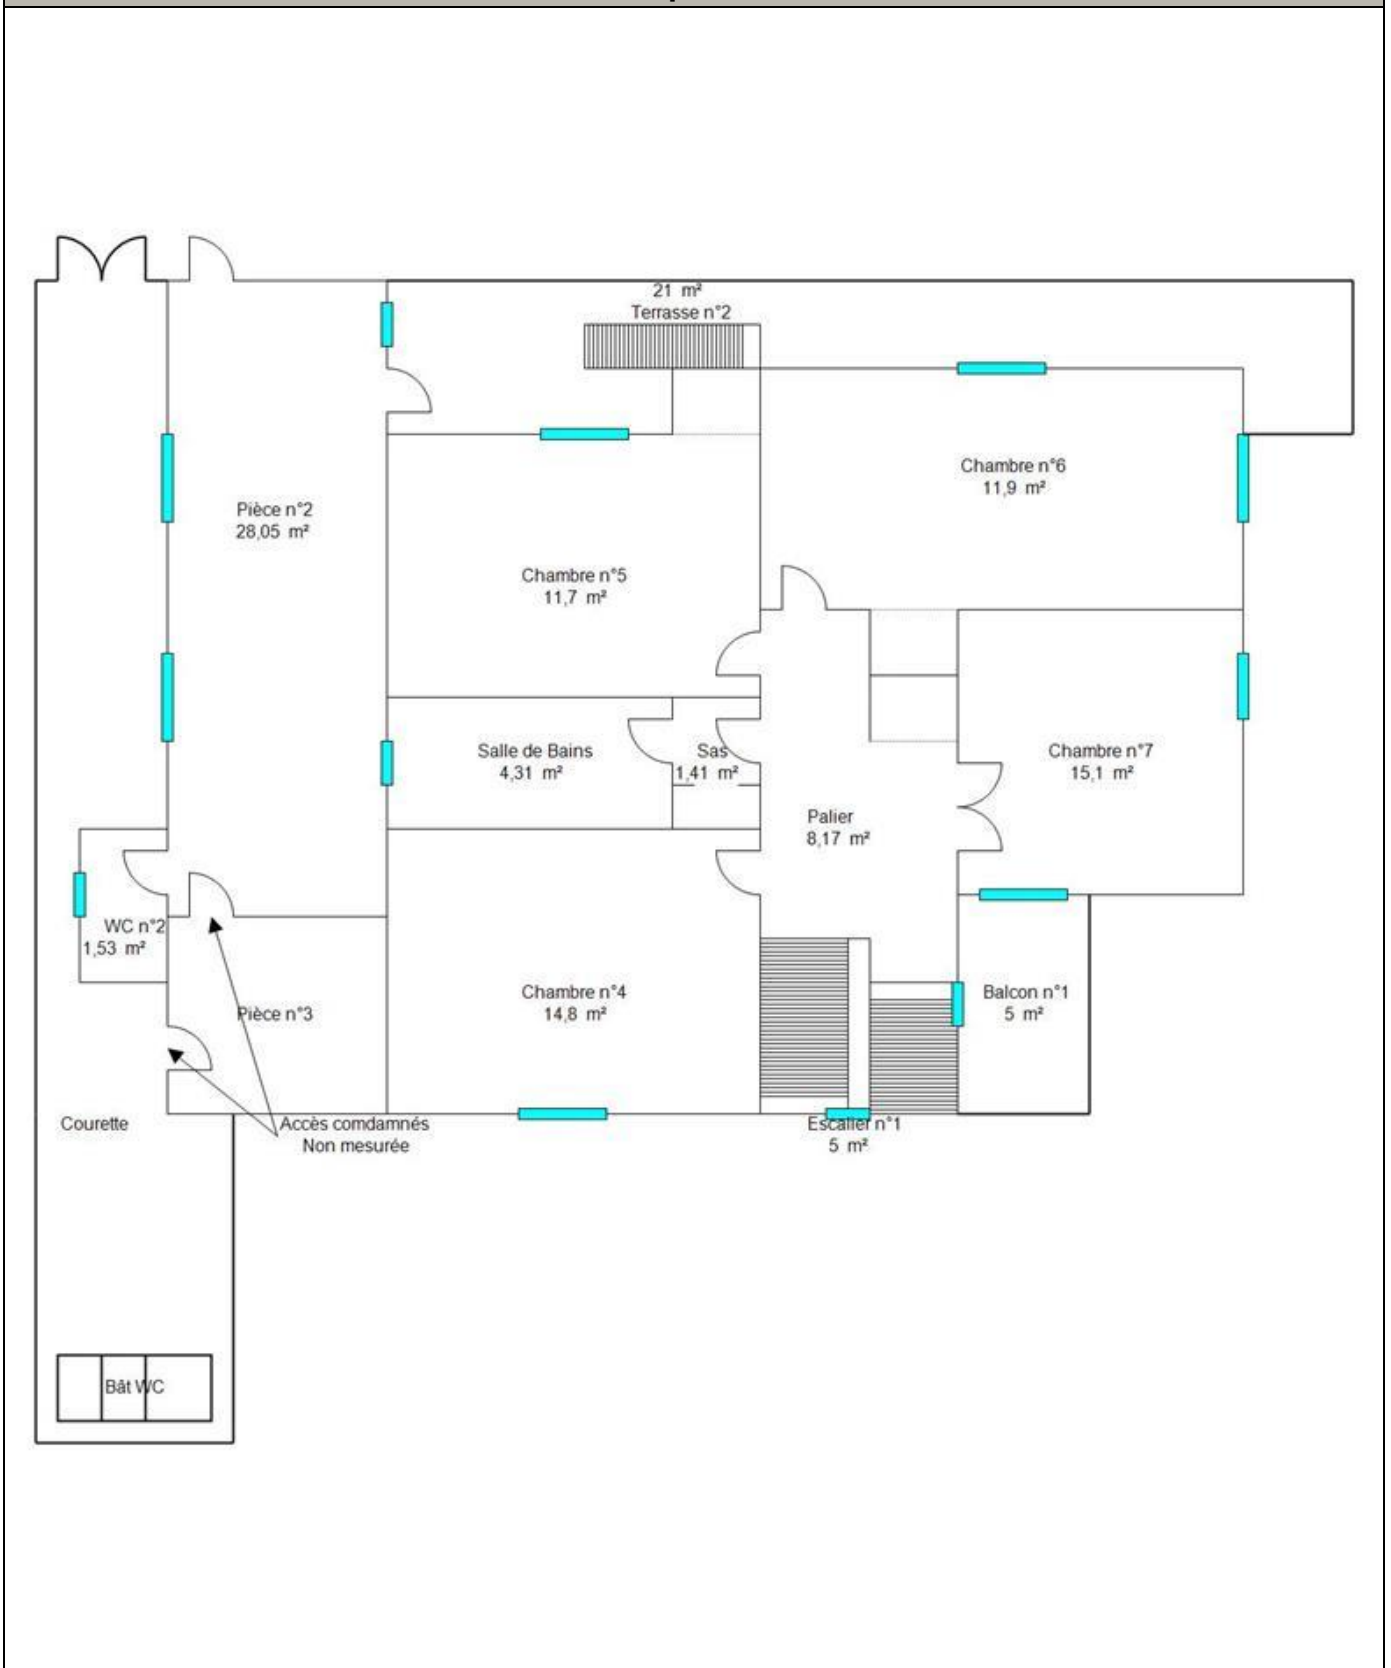 21 m²
Terrasse n°2
Chambre n°6
11,9 m²
Pièce n°2
28,05 m²
Chambre n°5
11,7 m²
Salle de Bains
4,31 m²
Sas
1,41 m²
Chambre n°7
15,1 m²
Palier
8,17 m²
WC n°2
1,53 m²
Chambre n°4
14,8 m²
Balcon n°1
5 m²
Pièce n°3
Courette
Accès comdamnés
Non mesurée
Escalier n°1
5 m²
Bât WC